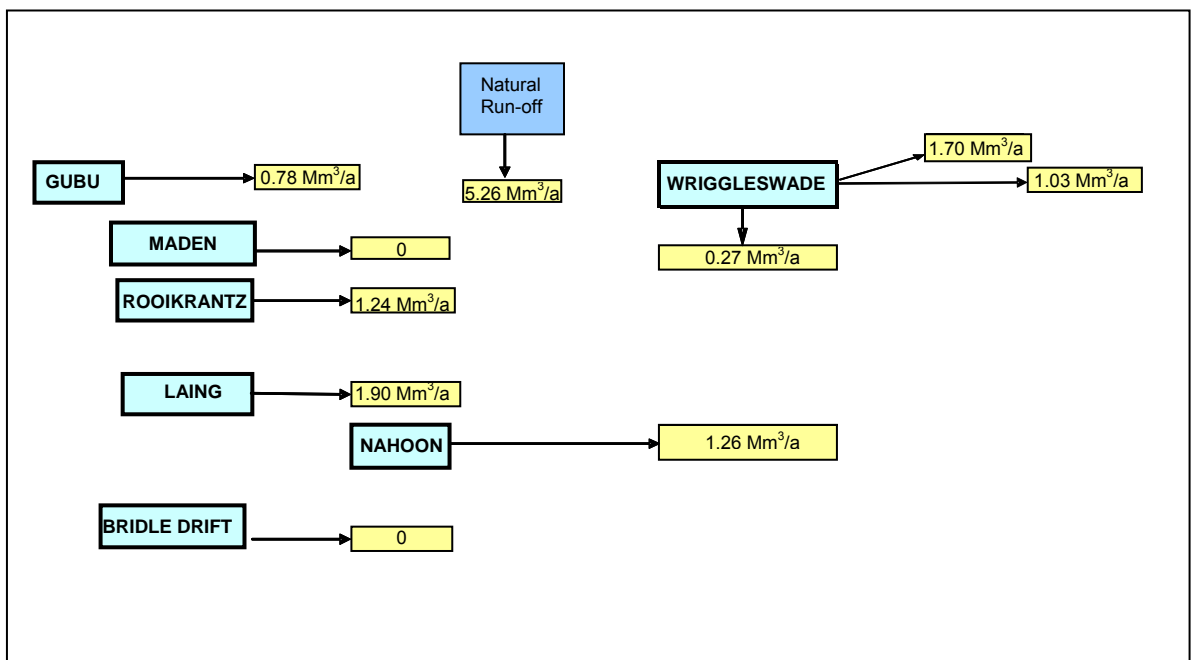 Natural
Run-off
1.70 Mm³/a
GUBU
0.78 Mm³/a
5.26 Mm³/a
WRIGGLESWADE
1.03 Mm³/a
MADEN
0
0.27 Mm³/a
ROOIKRANTZ
1.24 Mm³/a
LAING
1.90 Mm³/a
NAHOON
1.26 Mm³/a
BRIDLE DRIFT
0